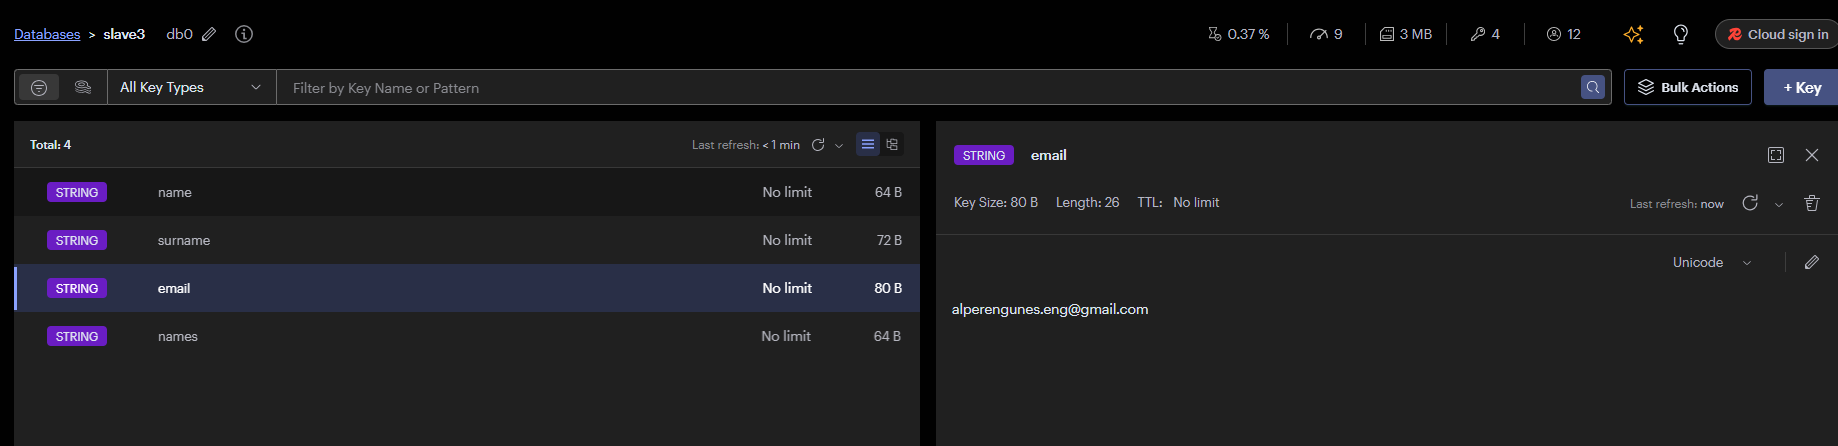 Databases > slave3 db0 0.37 % 9 3 MB 4 12 Cloud sign in
All Key Types Filter by Key Name or Pattern Bulk Actions + Key
Total: 4 Last refresh: < 1 min
STRING name No limit 64 B
STRING surname No limit 72 B
STRING email No limit 80 B
STRING names No limit 64 B
STRING email
Key Size: 80 B Length: 26 TTL: No limit Last refresh: now
Unicode
alperengunes.eng@gmail.com